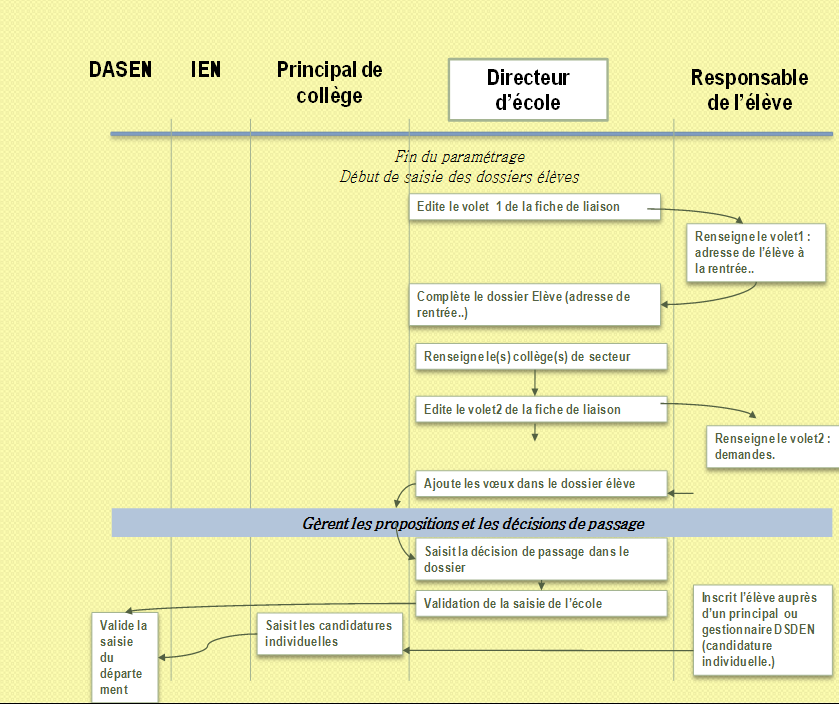 DASEN
IEN
Principal de
collège
Directeur
d'école
Responsable
de l'élève
Fin du paramétrage
Début de saisie des dossiers élèves
Edite le volet 1 de la fiche de liaison
Renseigne le volet1 :
adresse de l'élève à
la rentrée..
Complète le dossier Elève (adresse de
rentrée..)
Renseigne le(s) collège(s) de secteur
Edite le volet2 de la fiche de liaison
Renseigne le volet2 :
demandes.
Ajoute les vœux dans le dossier élève
Gèrent les propositions et les décisions de passage
Saisit la décision de passage dans le
dossier
Validation de la saisie de l'école
Inscrit l'élève auprès
d'un principal ou
gestionnaire DSDEN
(candidature
individuelle.)
Saisit les candidatures
individuelles
Valide la
saisie
du
départe
ment